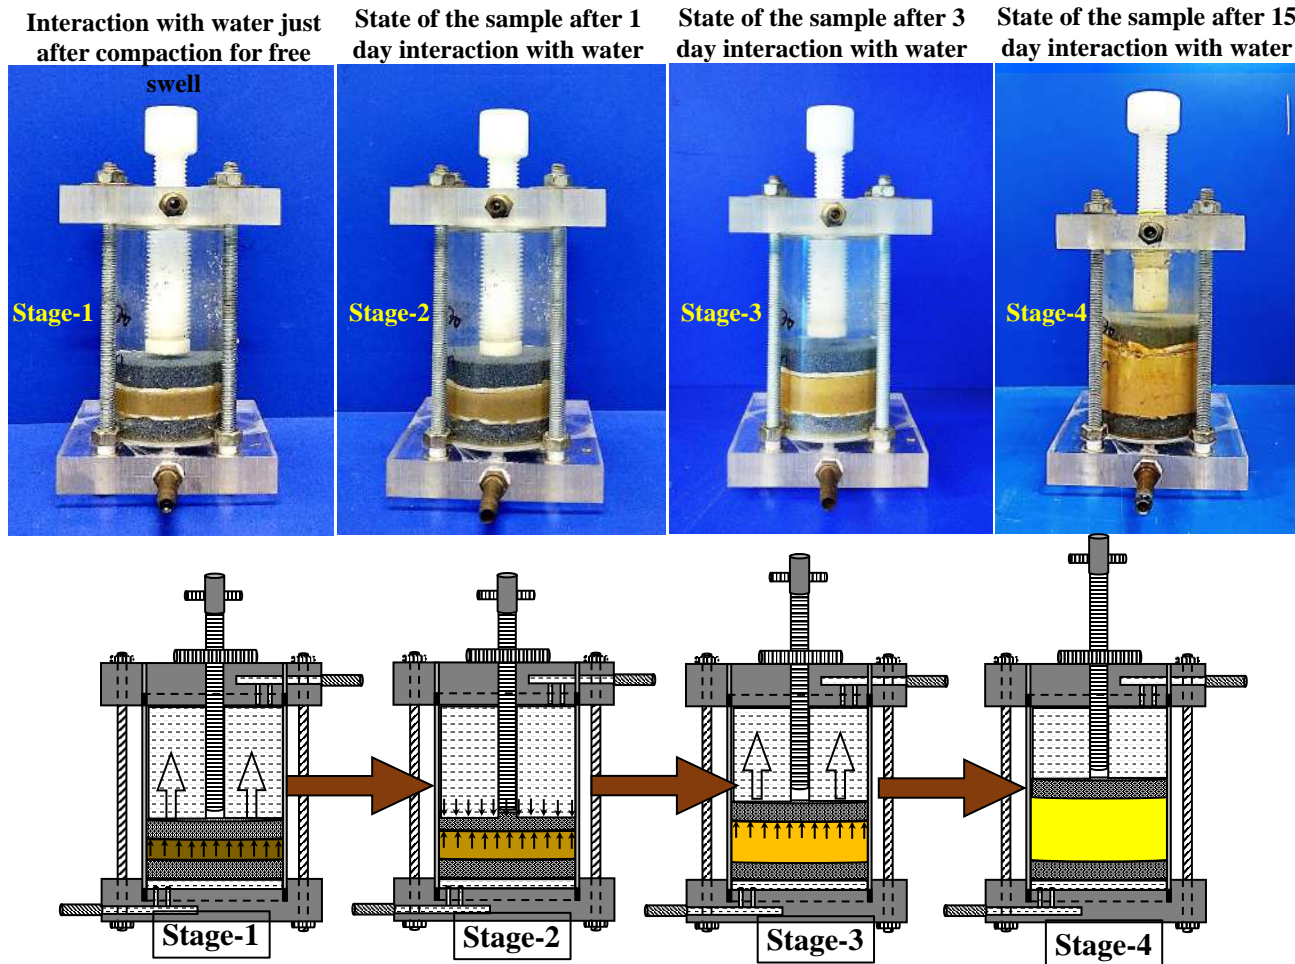 Interaction with water just
after compaction for free
swell
State of the sample after 1
day interaction with water
State of the sample after 3
day interaction with water
State of the sample after 15
day interaction with water
Stage-1
Stage-2
Stage-3
Stage-4
Stage-1
Stage-2
Stage-3
Stage-4